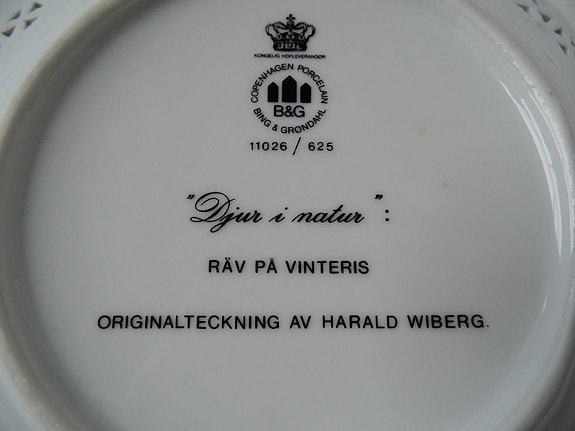 KONGELIG HOFLEVERANDØR
COPENHAGEN PORCELAIN
B&G
BING & GRØNDAHL
11026 / 625
"Djur i natur":
RÄV PÅ VINTERIS
ORIGINALTECKNING AV HARALD WIBERG.